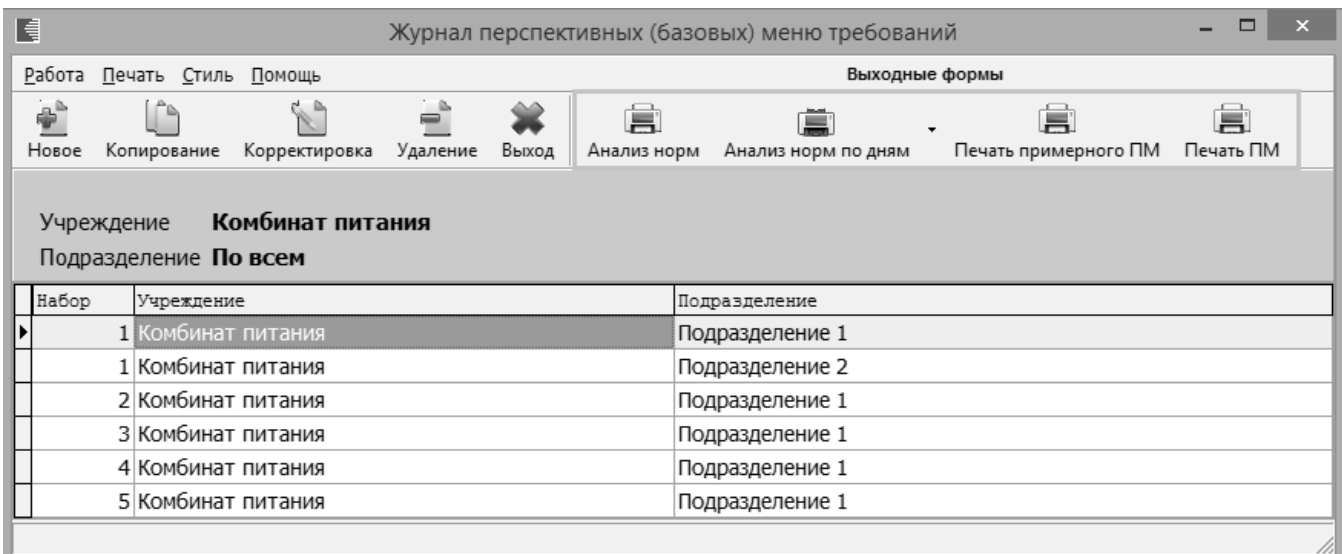 Журнал перспективных (базовых) меню требований
Работа Печать Стиль Помощь Выходные формы
Новое Копирование Корректировка Удаление Выход Анализ норм Анализ норм по дням Печать примерного ПМ Печать ПМ
Учреждение Комбинат питания
Подразделение По всем
Набор Учреждение Подразделение
1 Комбинат питания Подразделение 1
1 Комбинат питания Подразделение 2
2 Комбинат питания Подразделение 1
3 Комбинат питания Подразделение 1
4 Комбинат питания Подразделение 1
5 Комбинат питания Подразделение 1